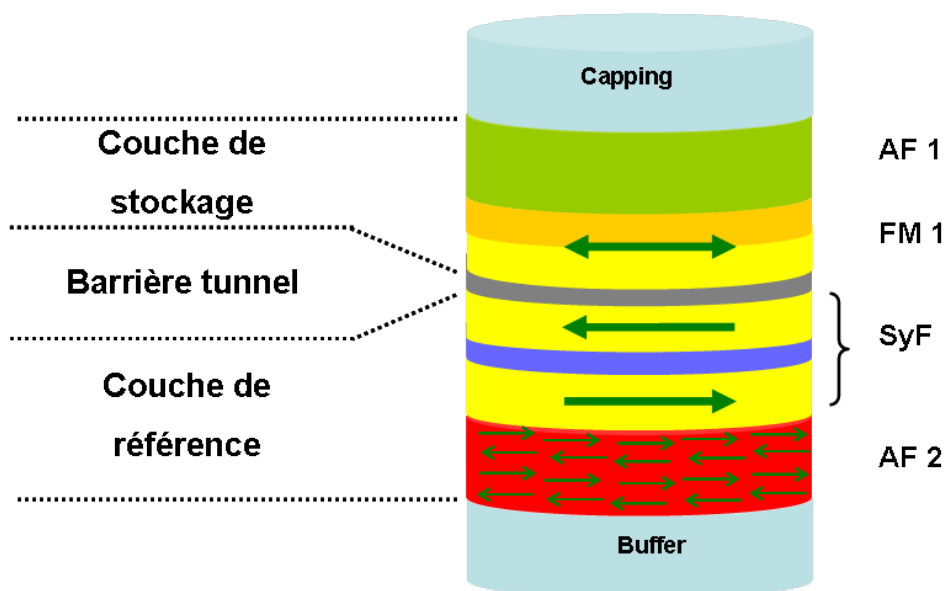 Capping
Couche de
stockage
AF 1
FM 1
Barrière tunnel
SyF
Couche de
référence
AF 2
Buffer